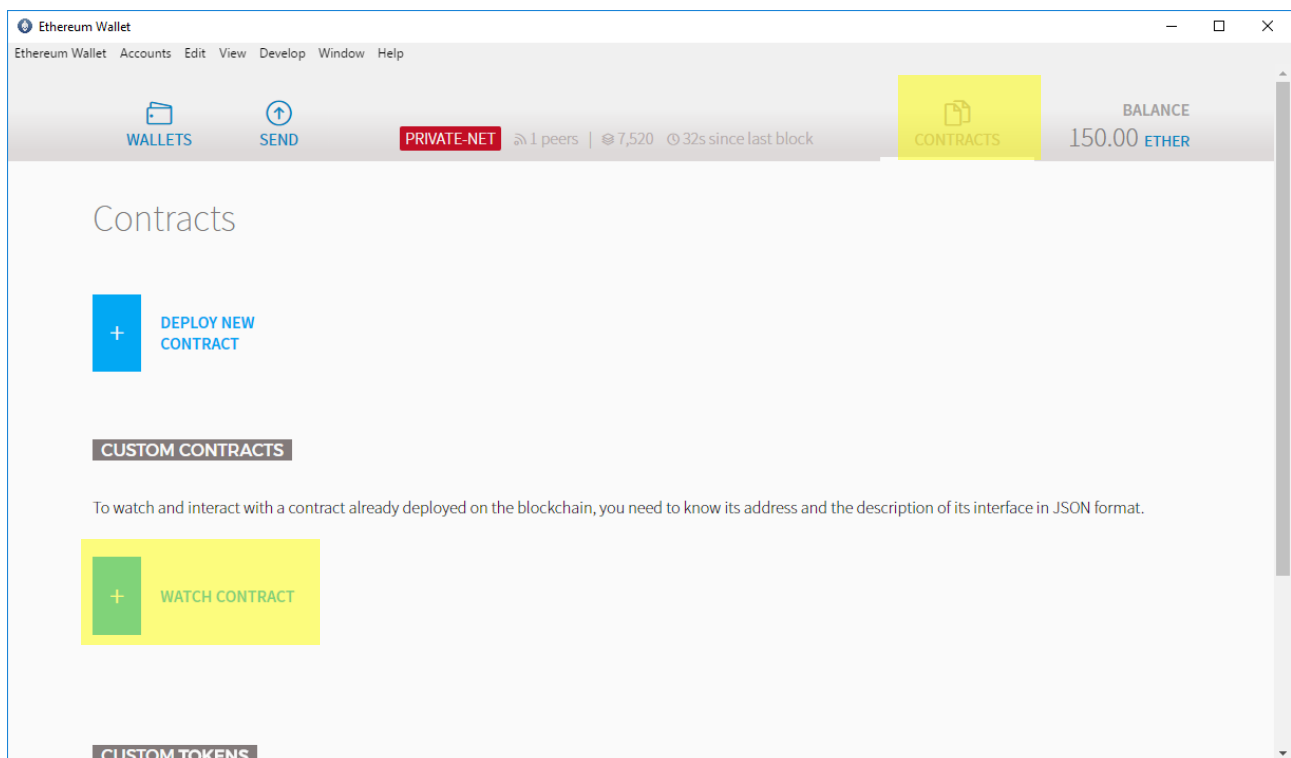 Ethereum Wallet
Ethereum Wallet Accounts Edit View Develop Window Help
WALLETS
SEND
PRIVATE-NET 1 peers | 7,520 32s since last block
CONTRACTS
BALANCE
150.00 ETHER
Contracts
+ DEPLOY NEW
CONTRACT
CUSTOM CONTRACTS
To watch and interact with a contract already deployed on the blockchain, you need to know its address and the description of its interface in JSON format.
+ WATCH CONTRACT
CUSTOM TOKENS